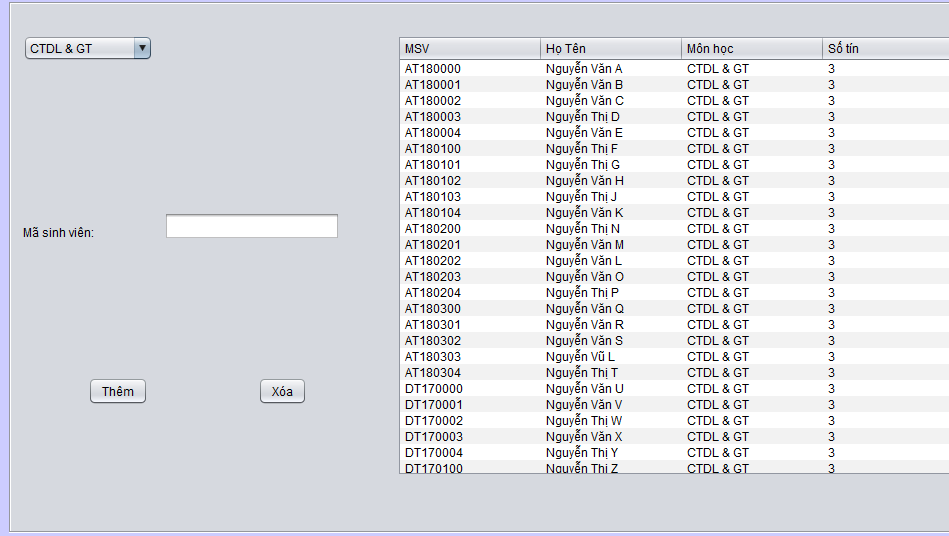 CTDL & GT
Mã sinh viên:
Thêm Xóa
MSV Họ Tên Môn học Số tín
AT180000 Nguyễn Văn A CTDL & GT 3
AT180001 Nguyễn Văn B CTDL & GT 3
AT180002 Nguyễn Văn C CTDL & GT 3
AT180003 Nguyễn Thị D CTDL & GT 3
AT180004 Nguyễn Văn E CTDL & GT 3
AT180100 Nguyễn Thị F CTDL & GT 3
AT180101 Nguyễn Thị G CTDL & GT 3
AT180102 Nguyễn Văn H CTDL & GT 3
AT180103 Nguyễn Thị J CTDL & GT 3
AT180104 Nguyễn Văn K CTDL & GT 3
AT180200 Nguyễn Thị N CTDL & GT 3
AT180201 Nguyễn Văn M CTDL & GT 3
AT180202 Nguyễn Văn L CTDL & GT 3
AT180203 Nguyễn Văn O CTDL & GT 3
AT180204 Nguyễn Thị P CTDL & GT 3
AT180300 Nguyễn Văn Q CTDL & GT 3
AT180301 Nguyễn Văn R CTDL & GT 3
AT180302 Nguyễn Văn S CTDL & GT 3
AT180303 Nguyễn Vũ L CTDL & GT 3
AT180304 Nguyễn Thị T CTDL & GT 3
DT170000 Nguyễn Văn U CTDL & GT 3
DT170001 Nguyễn Văn V CTDL & GT 3
DT170002 Nguyễn Thị W CTDL & GT 3
DT170003 Nguyễn Văn X CTDL & GT 3
DT170004 Nguyễn Thị Y CTDL & GT 3
DT170100 Nguyễn Thị Z CTDL & GT 3